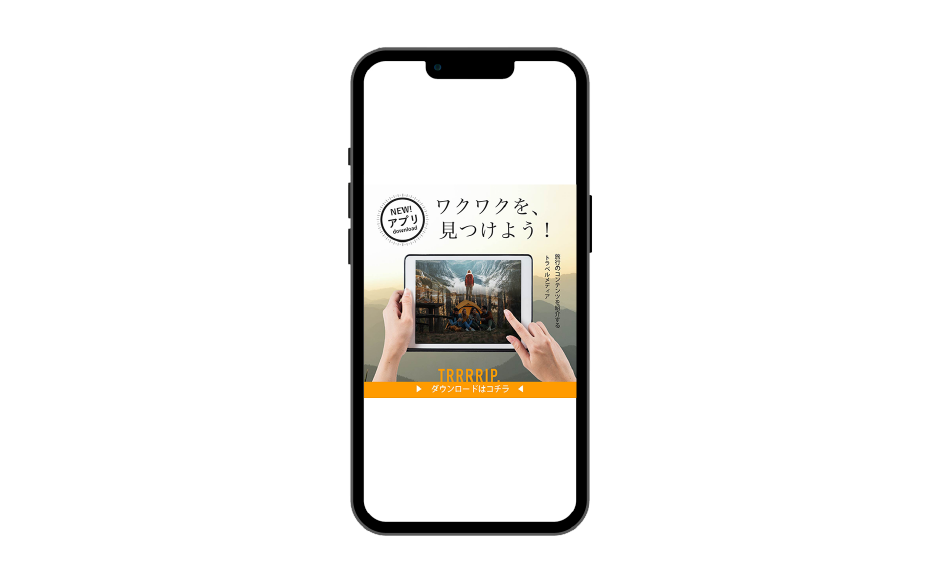 NEW!
アプリ
download
ワクワクを、
見つけよう！
旅行のコンテンツを紹介する
トラベルメディア
TRRRRIP.
ダウンロードはコチラ